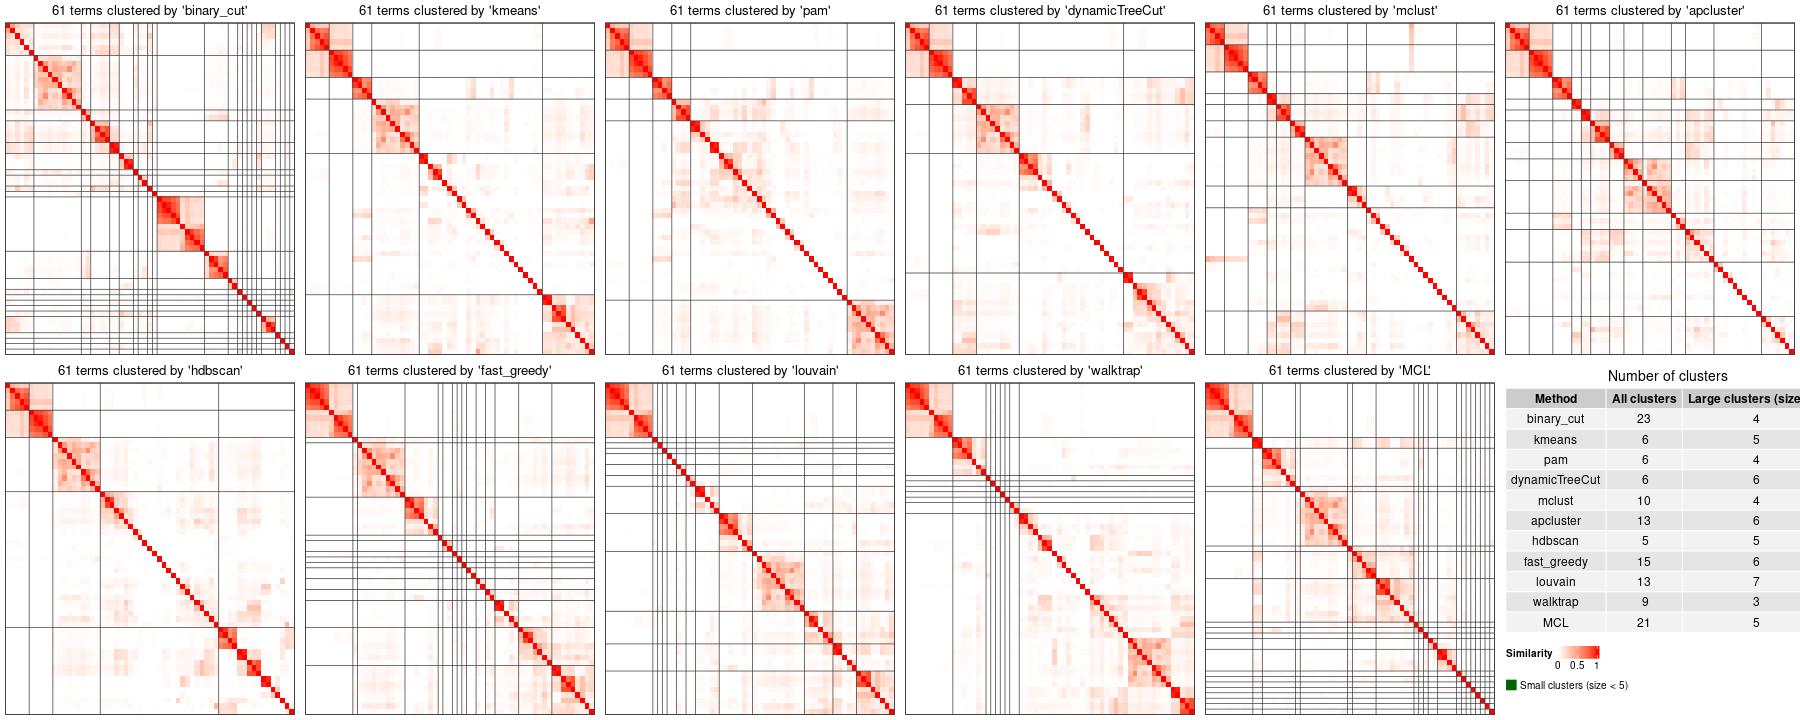 61 terms clustered by 'binary_cut'
61 terms clustered by 'kmeans'
61 terms clustered by 'pam'
61 terms clustered by 'dynamicTreeCut'
61 terms clustered by 'mclust'
61 terms clustered by 'apcluster'
61 terms clustered by 'hdbscan'
61 terms clustered by 'fast_greedy'
61 terms clustered by 'louvain'
61 terms clustered by 'walktrap'
61 terms clustered by 'MCL'
Number of clusters
Method All clusters Large clusters (size
binary_cut 23 4
kmeans 6 5
pam 6 4
dynamicTreeCut 6 6
mclust 10 4
apcluster 13 6
hdbscan 5 5
fast_greedy 15 6
louvain 13 7
walktrap 9 3
MCL 21 5
Similarity
0 0.5 1
Small clusters (size < 5)